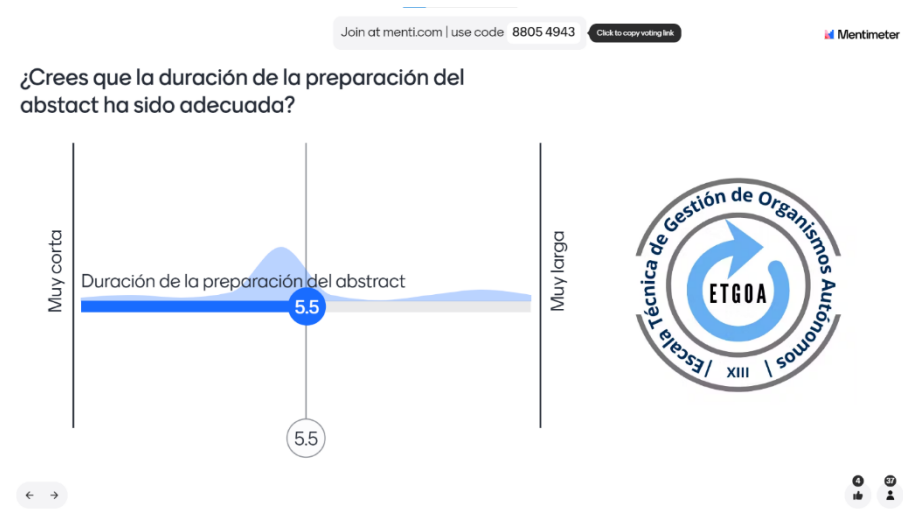 Join at menti.com | use code 8805 4943
Click to copy voting link
Mentimeter
¿Crees que la duración de la preparación del
abstact ha sido adecuada?
Muy corta
Duración de la preparación del abstract
5.5
Muy larga
5.5
Escala Técnica de Gestión de Organismos Autónomos
ETGOA
XIII
4
37